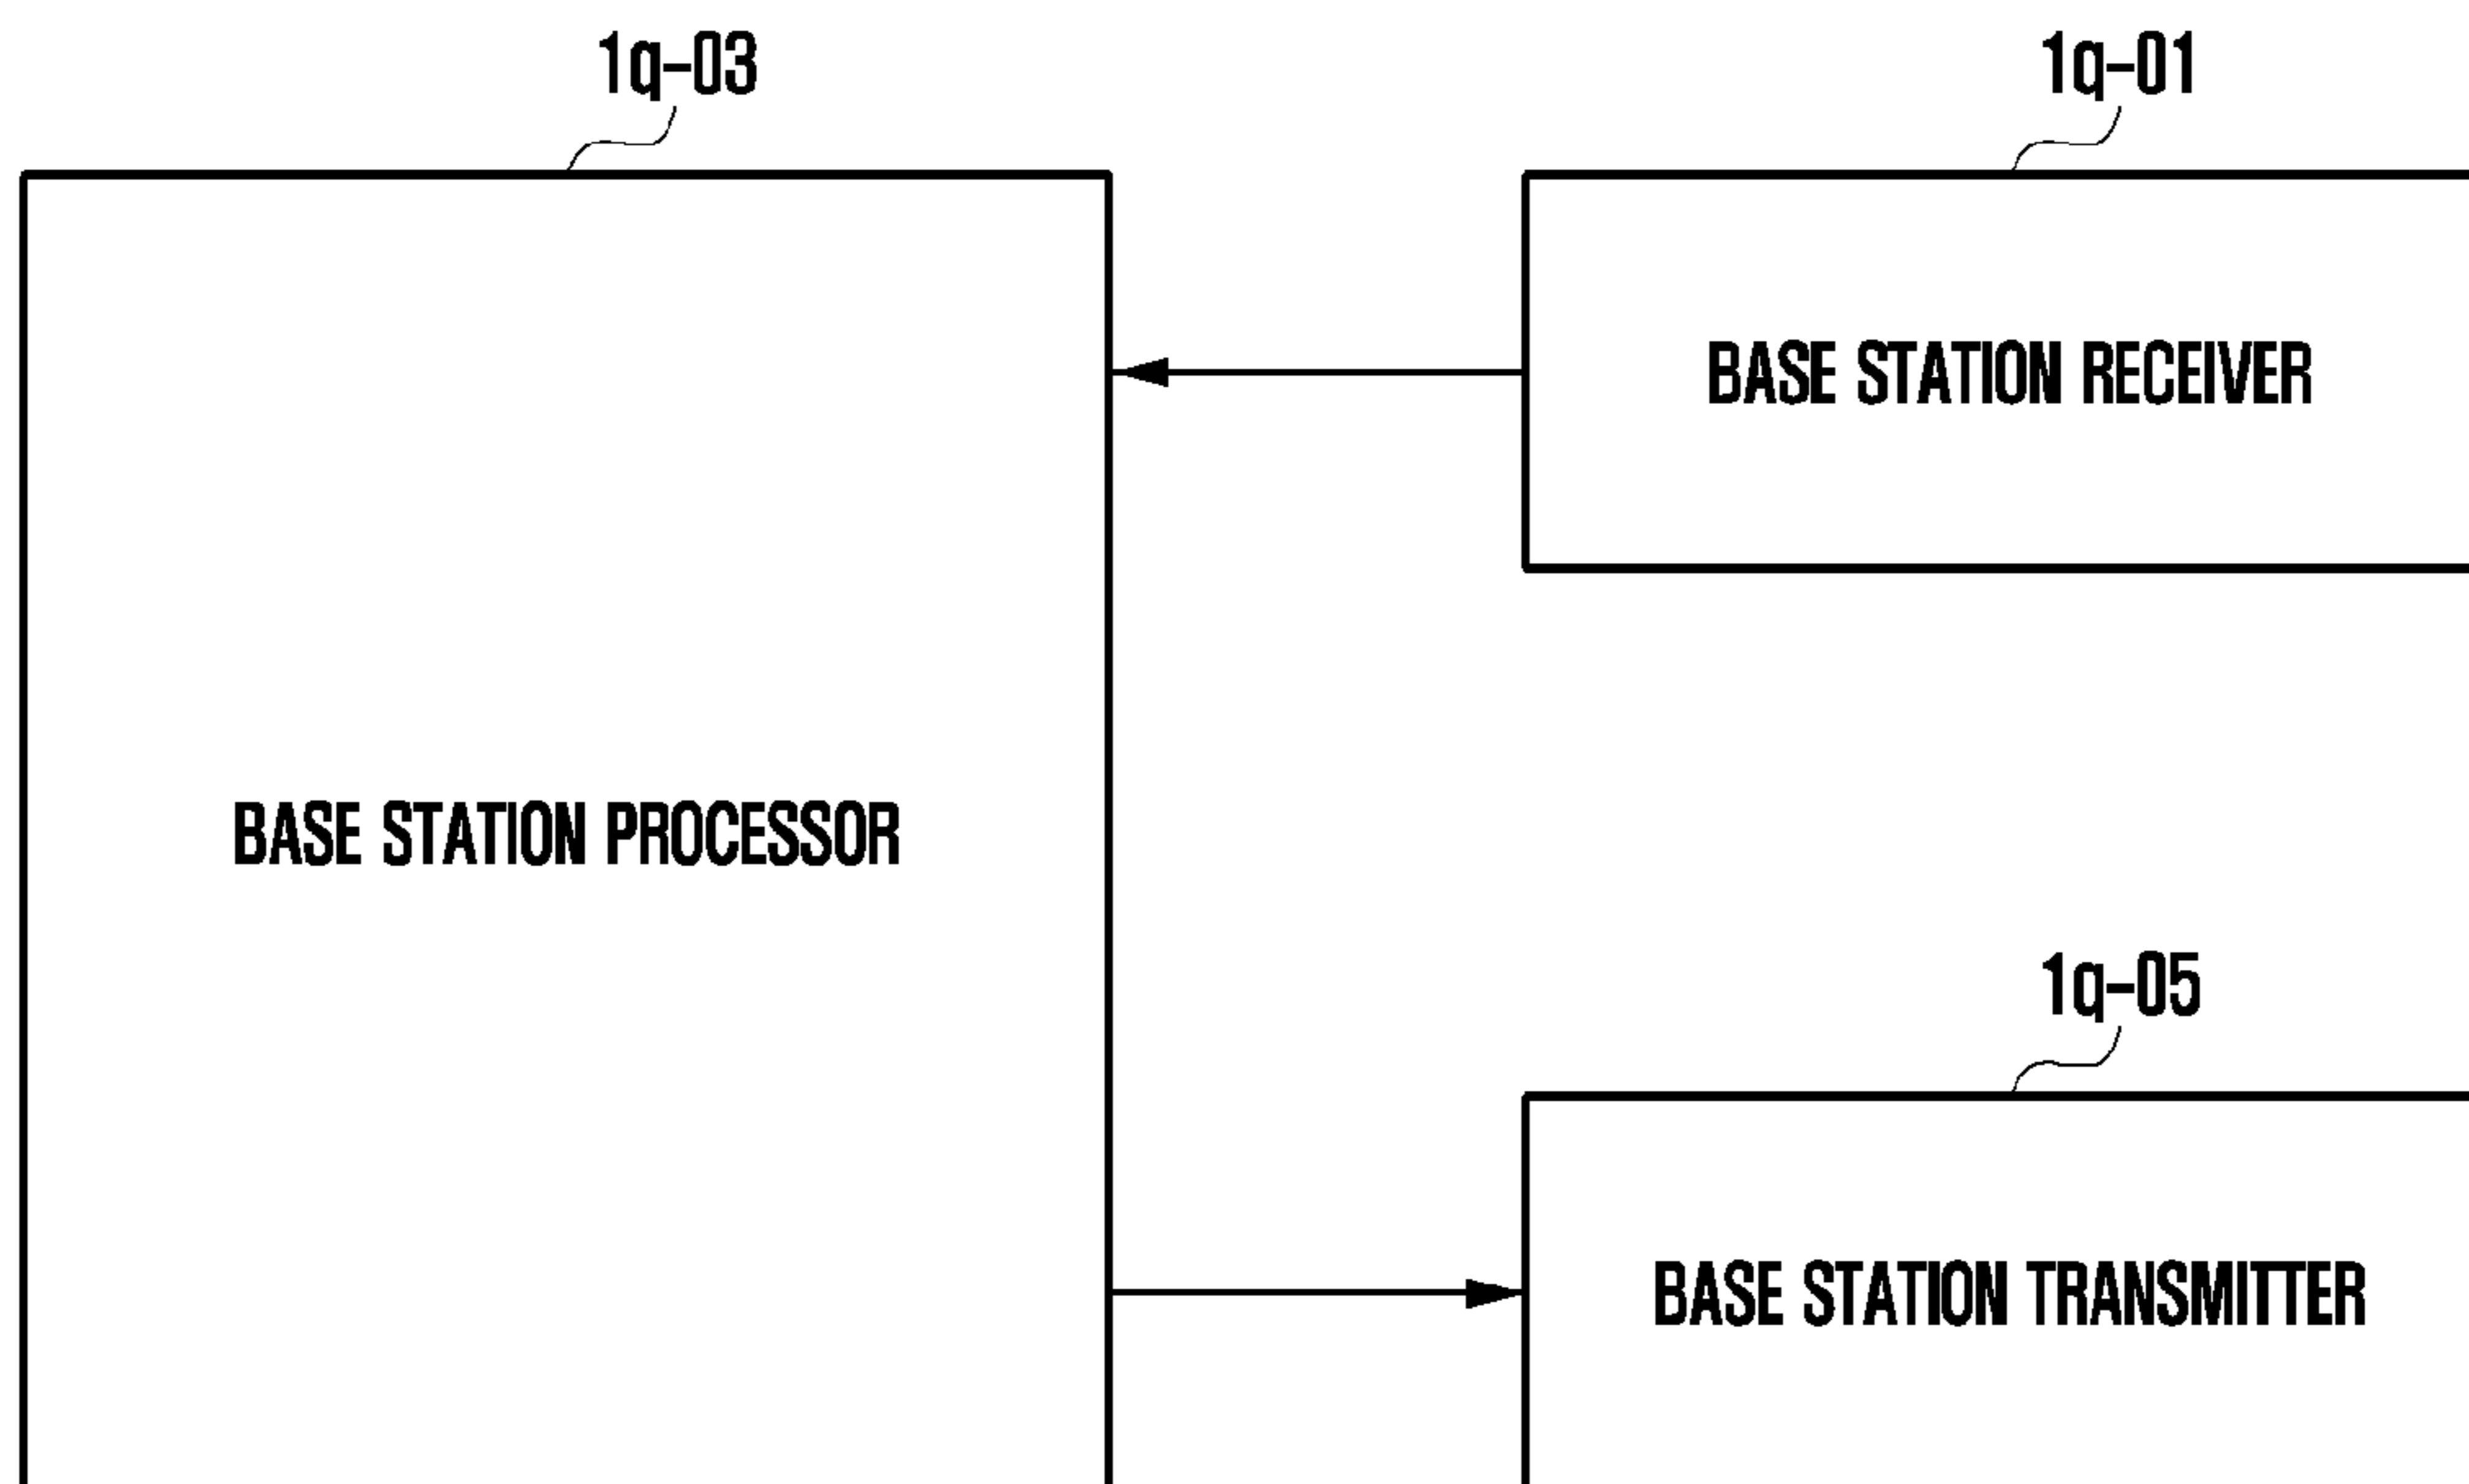 1q-03
1q-01
BASE STATION RECEIVER
BASE STATION PROCESSOR
1q-05
BASE STATION TRANSMITTER